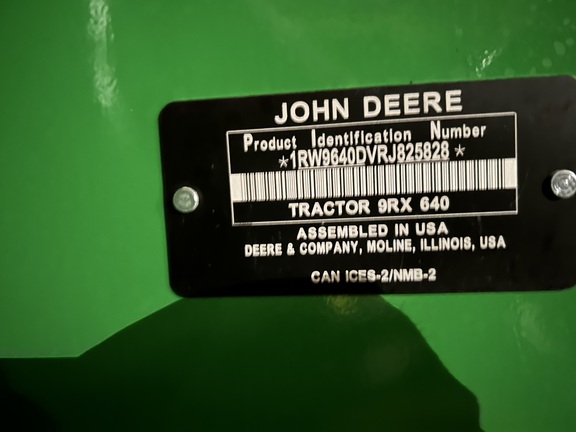 JOHN DEERE
Product Identification Number
*1RW9640DVRJ825828*
TRACTOR 9RX 640
ASSEMBLED IN USA
DEERE & COMPANY, MOLINE, ILLINOIS, USA
CAN ICES-2/NMB-2